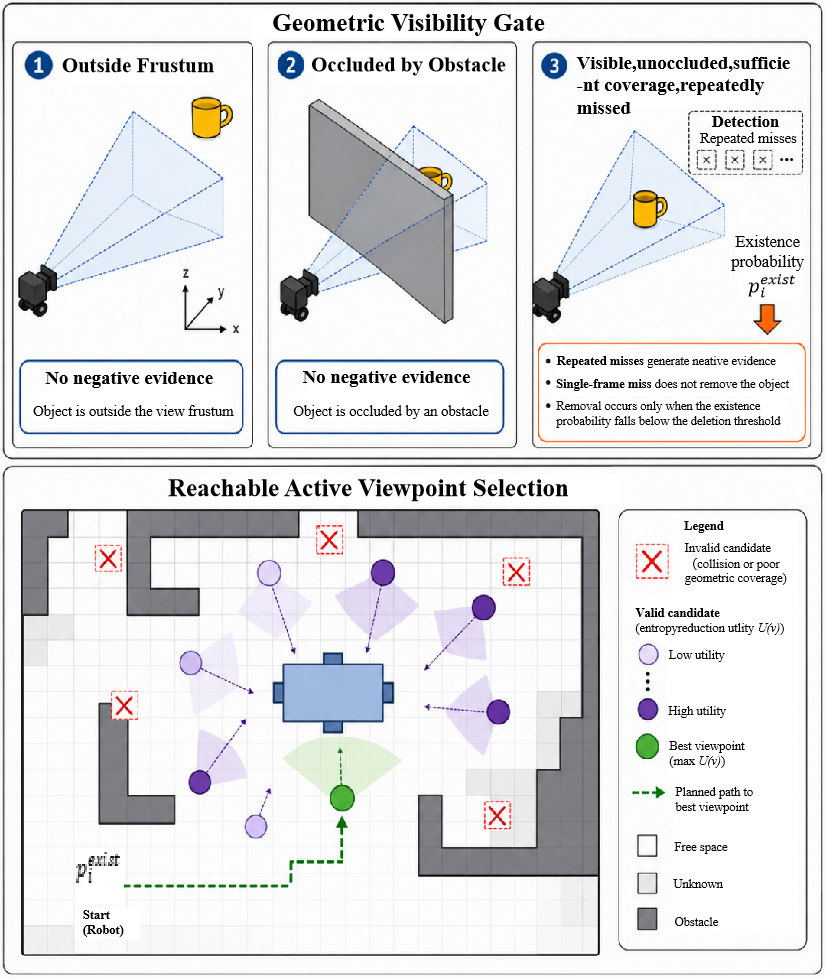 Geometric Visibility Gate
1 Outside Frustum
z
y
x
No negative evidence
Object is outside the view frustum
2 Occluded by Obstacle
No negative evidence
Object is occluded by an obstacle
3 Visible,unoccluded,sufficie
-nt coverage,repeatedly
missed
Detection
Repeated misses
× × × •••
Existence
probability
p_i^{exist}
• Repeated misses generate neative evidence
• Single-frame miss does not remove the object
• Removal occurs only when the existence
probability falls below the deletion threshold
Reachable Active Viewpoint Selection
p_i^{exist}
Start
(Robot)
Legend
Invalid candidate
(collision or poor
geometric coverage)
Valid candidate
(entropyreduction utlity U(v))
Low utility
High utility
Best viewpoint
(max U(v))
Planned path to
best viewpoint
Free space
Unknown
Obstacle